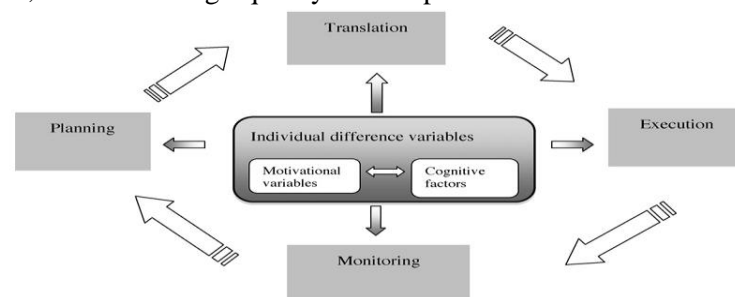 Translation
Planning
Execution
Individual difference variables
Motivational
variables
Cognitive
factors
Monitoring